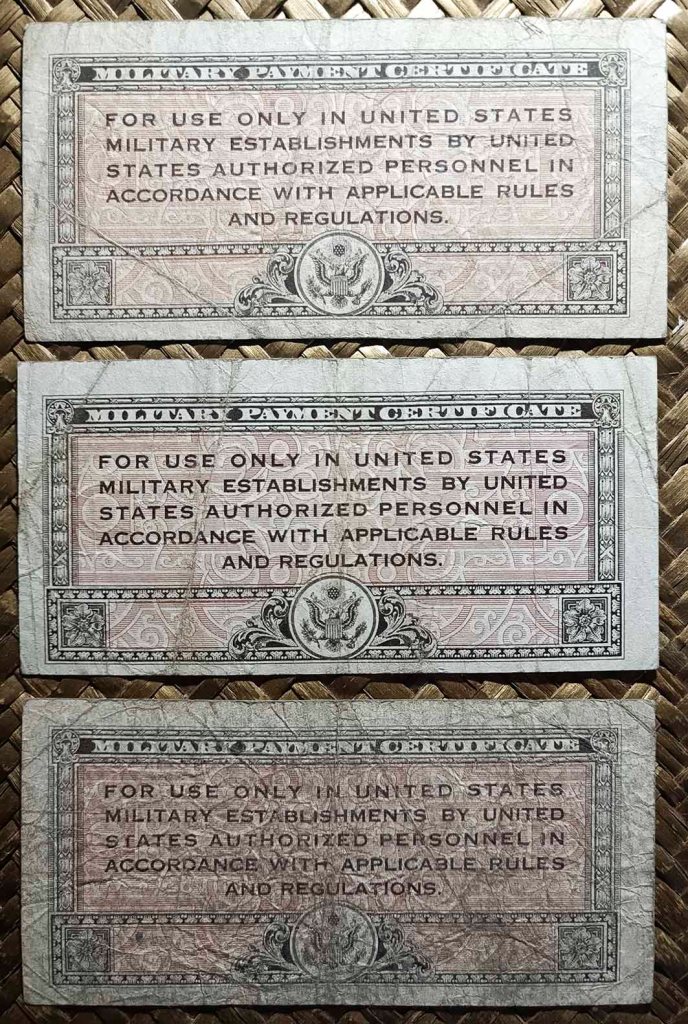 MILITARY PAYMENT CERTIFICATE
FOR USE ONLY IN UNITED STATES
MILITARY ESTABLISHMENTS BY UNITED
STATES AUTHORIZED PERSONNEL IN
ACCORDANCE WITH APPLICABLE RULES
AND REGULATIONS.
MILITARY PAYMENT CERTIFICATE
FOR USE ONLY IN UNITED STATES
MILITARY ESTABLISHMENTS BY UNITED
STATES AUTHORIZED PERSONNEL IN
ACCORDANCE WITH APPLICABLE RULES
AND REGULATIONS.
MILITARY PAYMENT CERTIFICATE
FOR USE ONLY IN UNITED STATES
MILITARY ESTABLISHMENTS BY UNITED
STATES AUTHORIZED PERSONNEL IN
ACCORDANCE WITH APPLICABLE RULES
AND REGULATIONS.